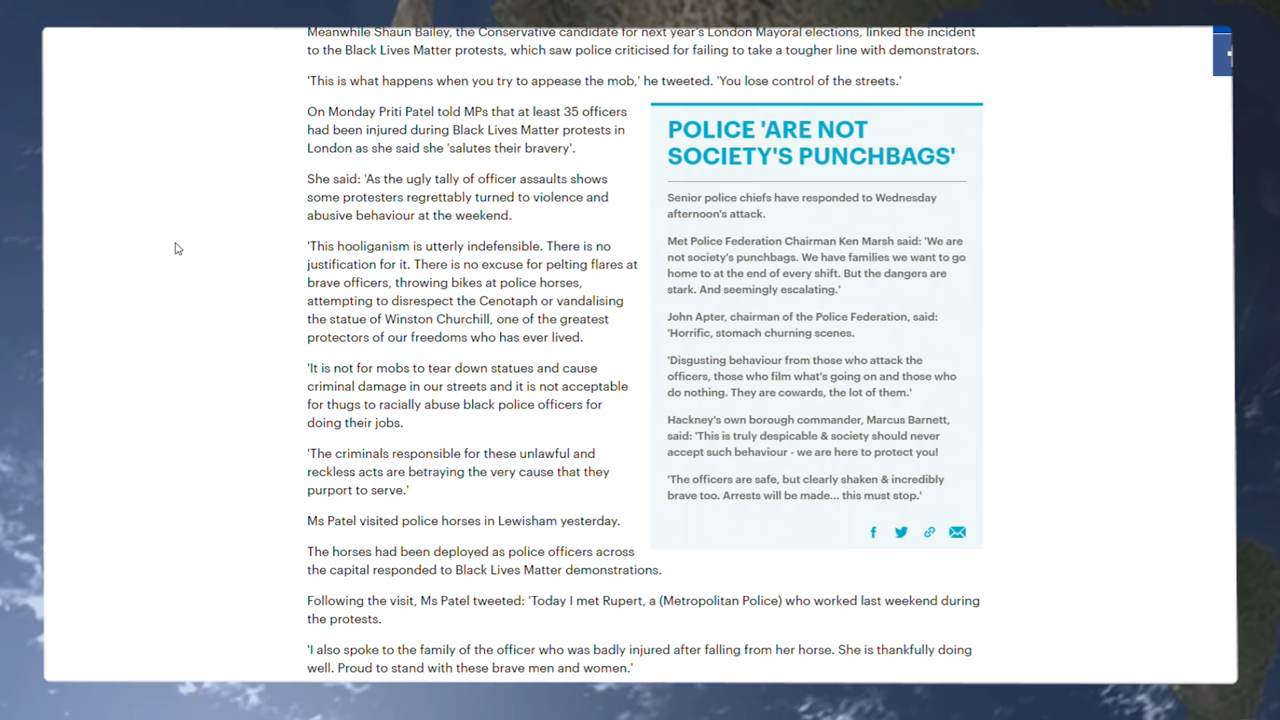 Meanwhile Shaun Bailey, the Conservative candidate for next year's London Mayoral elections, linked the incident
to the Black Lives Matter protests, which saw police criticised for failing to take a tougher line with demonstrators.
'This is what happens when you try to appease the mob,' he tweeted. 'You lose control of the streets.'
On Monday Priti Patel told MPs that at least 35 officers
had been injured during Black Lives Matter protests in
London as she said she 'salutes their bravery'.
She said: 'As the ugly tally of officer assaults shows
some protesters regrettably turned to violence and
abusive behaviour at the weekend.
'This hooliganism is utterly indefensible. There is no
justification for it. There is no excuse for pelting flares at
brave officers, throwing bikes at police horses,
attempting to disrespect the Cenotaph or vandalising
the statue of Winston Churchill, one of the greatest
protectors of our freedoms who has ever lived.
'It is not for mobs to tear down statues and cause
criminal damage in our streets and it is not acceptable
for thugs to racially abuse black police officers for
doing their jobs.
'The criminals responsible for these unlawful and
reckless acts are betraying the very cause that they
purport to serve.'
Ms Patel visited police horses in Lewisham yesterday.
The horses had been deployed as police officers across
the capital responded to Black Lives Matter demonstrations.
Following the visit, Ms Patel tweeted: 'Today I met Rupert, a (Metropolitan Police) who worked last weekend during
the protests.
'I also spoke to the family of the officer who was badly injured after falling from her horse. She is thankfully doing
well. Proud to stand with these brave men and women.'
POLICE 'ARE NOT
SOCIETY'S PUNCHBAGS'
Senior police chiefs have responded to Wednesday
afternoon's attack.
Met Police Federation Chairman Ken Marsh said: 'We are
not society's punchbags. We have families we want to go
home to at the end of every shift. But the dangers are
stark. And seemingly escalating.'
John Apter, chairman of the Police Federation, said:
'Horrific, stomach churning scenes.
'Disgusting behaviour from those who attack the
officers, those who film what's going on and those who
do nothing. They are cowards, the lot of them.'
Hackney's own borough commander, Marcus Barnett,
said: 'This is truly despicable & society should never
accept such behaviour - we are here to protect you!
'The officers are safe, but clearly shaken & incredibly
brave too. Arrests will be made... this must stop.'